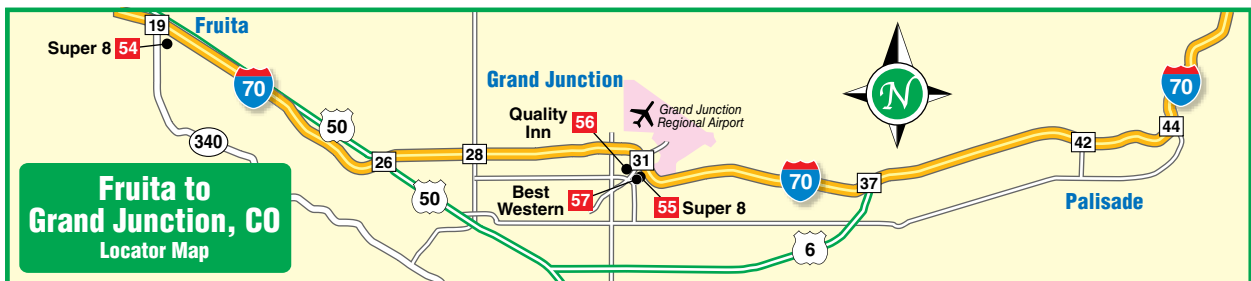 19
Fruita
Super 8 54
70
340
50
Fruita to
Grand Junction, CO
Locator Map
26
50
28
Grand Junction
Quality
Inn
56
Grand Junction
Regional Airport
31
Best
Western
57
55 Super 8
70
37
6
N
42
44
70
Palisade